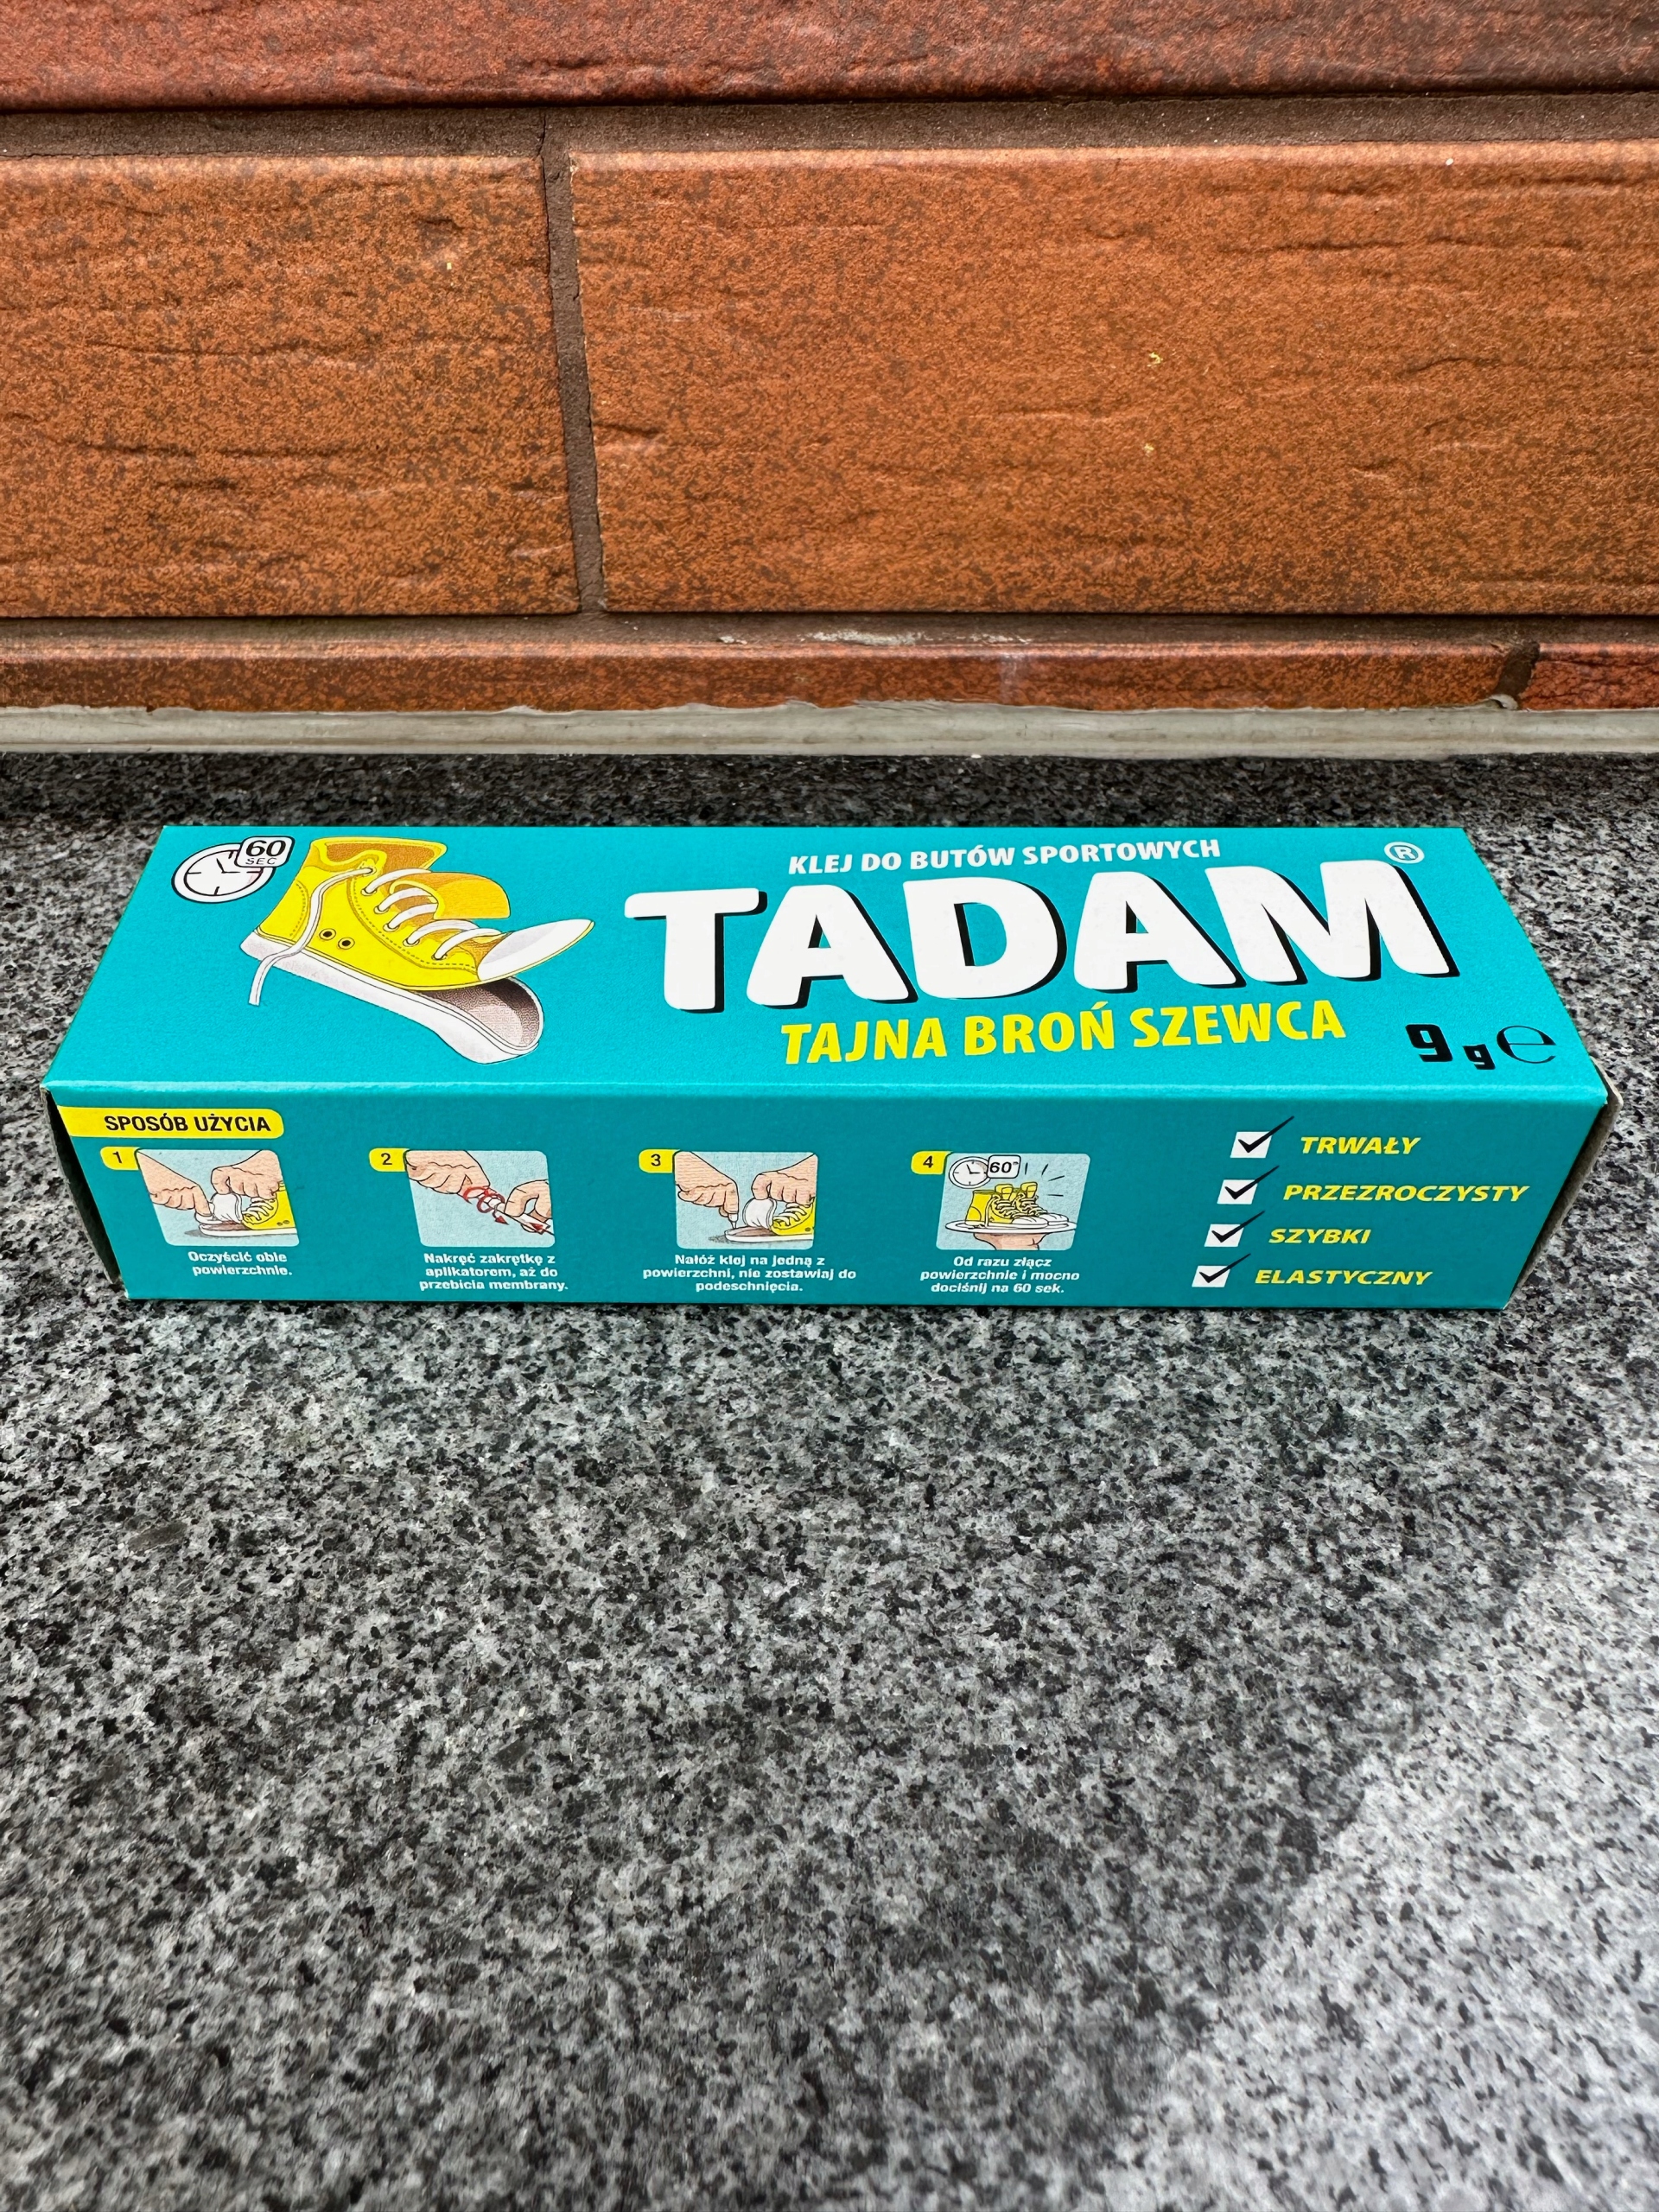 60
SEC
KLEJ DO BUTÓW SPORTOWYCH
TADAM®
TAJNA BROŃ SZEWCA
9 g ℮
SPOSÓB UŻYCIA
1
Oczyścić obie
powierzchnie.
2
Nakręć zakrętkę z
aplikatorem, aż do
przebicia membrany.
3
Nałóż klej na jedną z
powierzchni, nie zostawiaj do
podeschnięcia.
4
60"
Od razu złącz
powierzchnie i mocno
dociśnij na 60 sek.
TRWAŁY
PRZEZROCZYSTY
SZYBKI
ELASTYCZNY